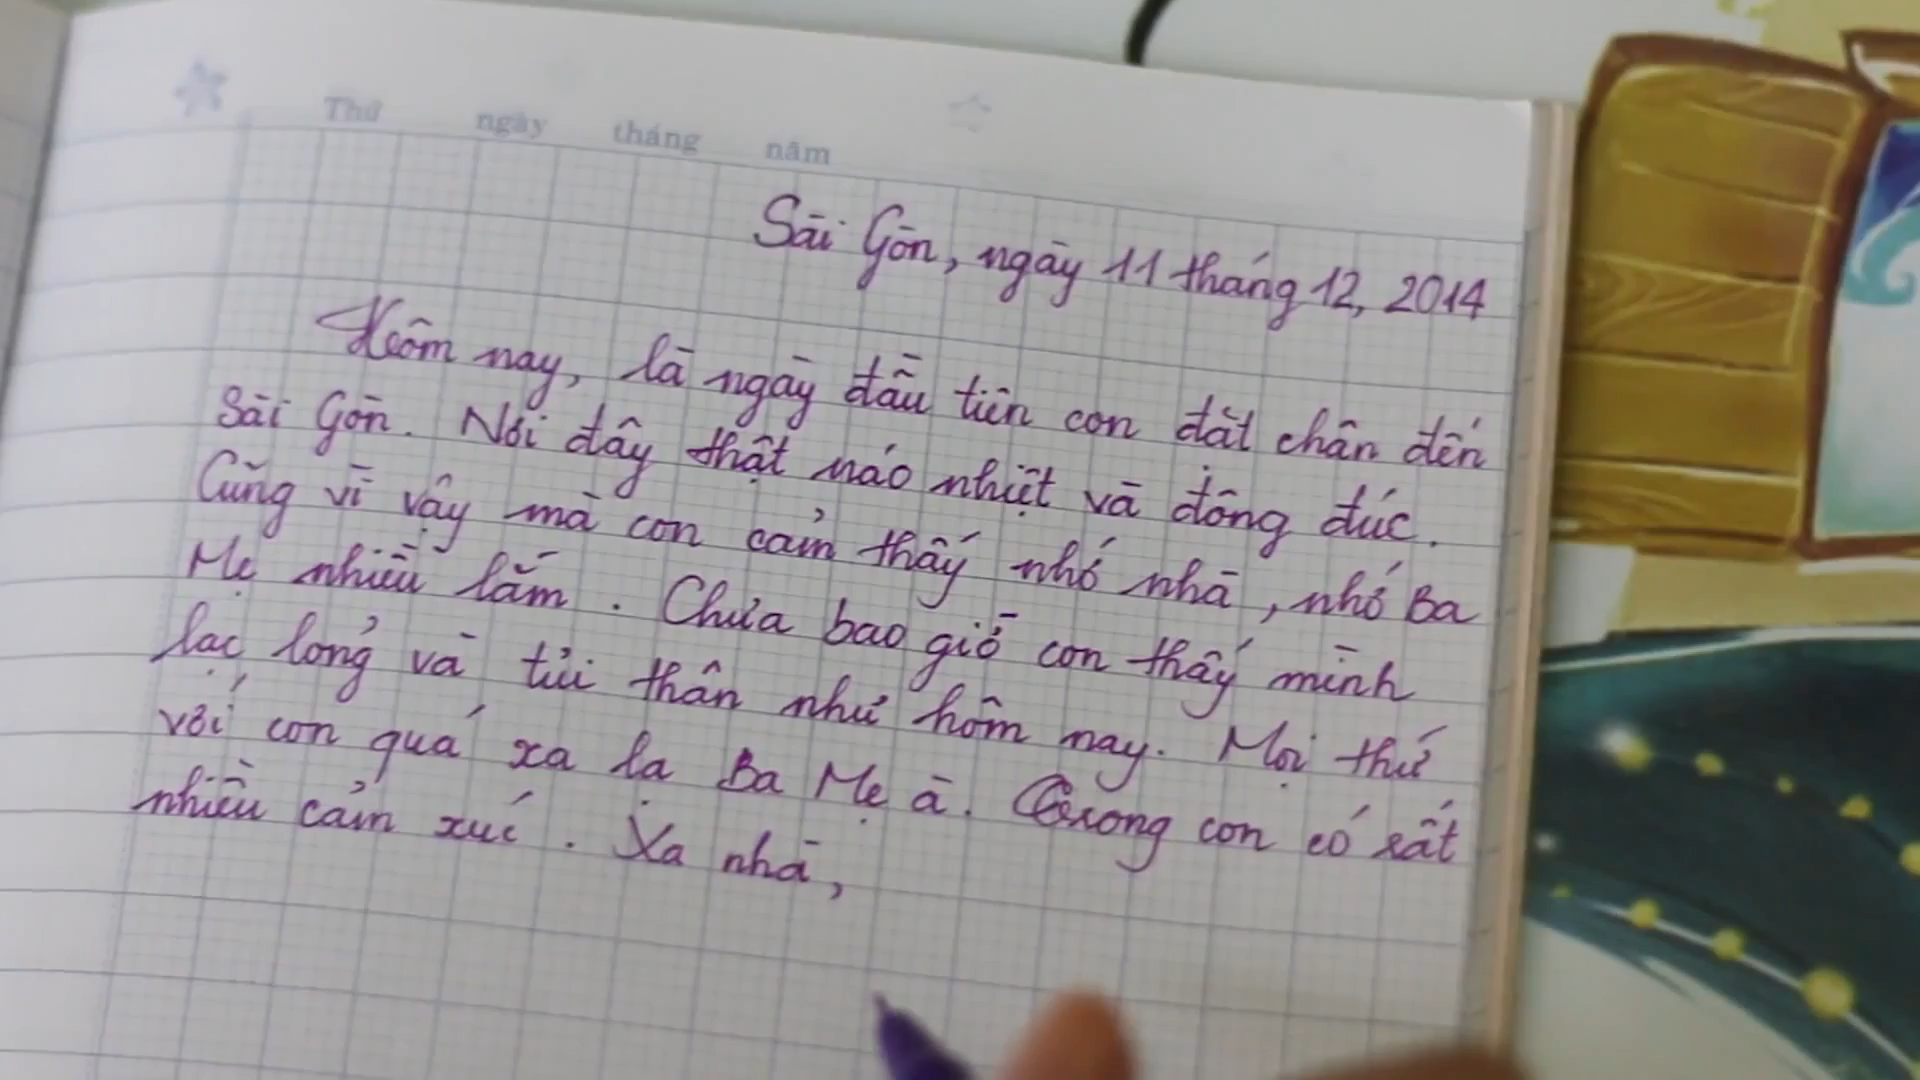 Thứ ngày tháng năm
Sài Gòn, ngày 11 tháng 12, 2014
Hôm nay, là ngày đầu tiên con đặt chân đến
Sài Gòn. Nơi đây thật náo nhiệt và đông đúc.
Cũng vì vậy mà con cảm thấy nhớ nhà, nhớ Ba
Mẹ nhiều lắm. Chưa bao giờ con thấy mình
lạc lỏng và tủi thân như hôm nay. Mọi thứ
với con quá xa lạ Ba Mẹ à. Trong con có rất
nhiều cảm xúc. Xa nhà,